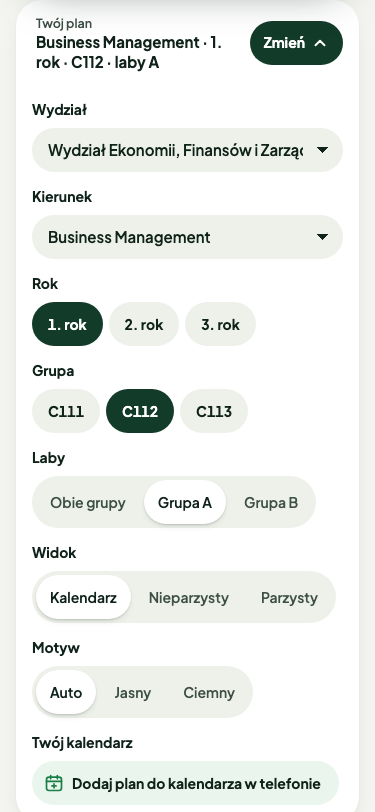 Twój plan
Business Management · 1.
rok · C112 · laby A
Zmień
Wydział
Wydział Ekonomii, Finansów i Zarząd
Kierunek
Business Management
Rok
1. rok 2. rok 3. rok
Grupa
C111 C112 C113
Laby
Obie grupy Grupa A Grupa B
Widok
Kalendarz Nieparzysty Parzysty
Motyw
Auto Jasny Ciemny
Twój kalendarz
Dodaj plan do kalendarza w telefonie